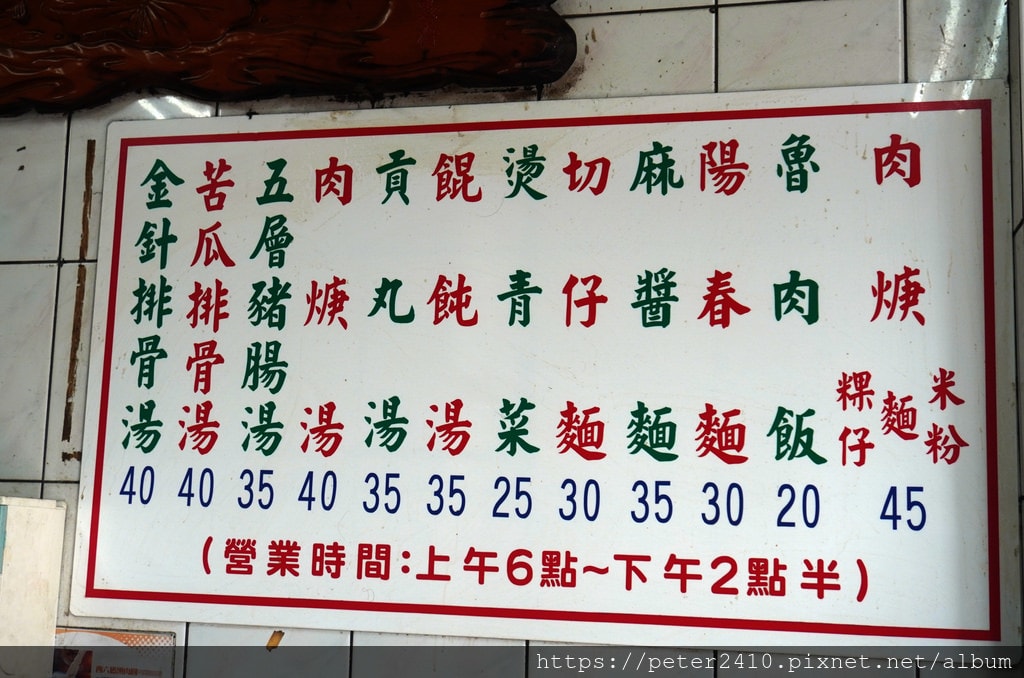 肉焿米粉 麵 粿仔 45
魯肉飯 20
陽春麵 30
麻醬麵 35
切仔麵 30
燙青菜 25
餛飩湯 35
貢丸湯 35
肉焿湯 40
五層豬腸湯 35
苦瓜排骨湯 40
金針排骨湯 40
(營業時間:上午6點~下午2點半)
https://peter2410.pixnet.net/album